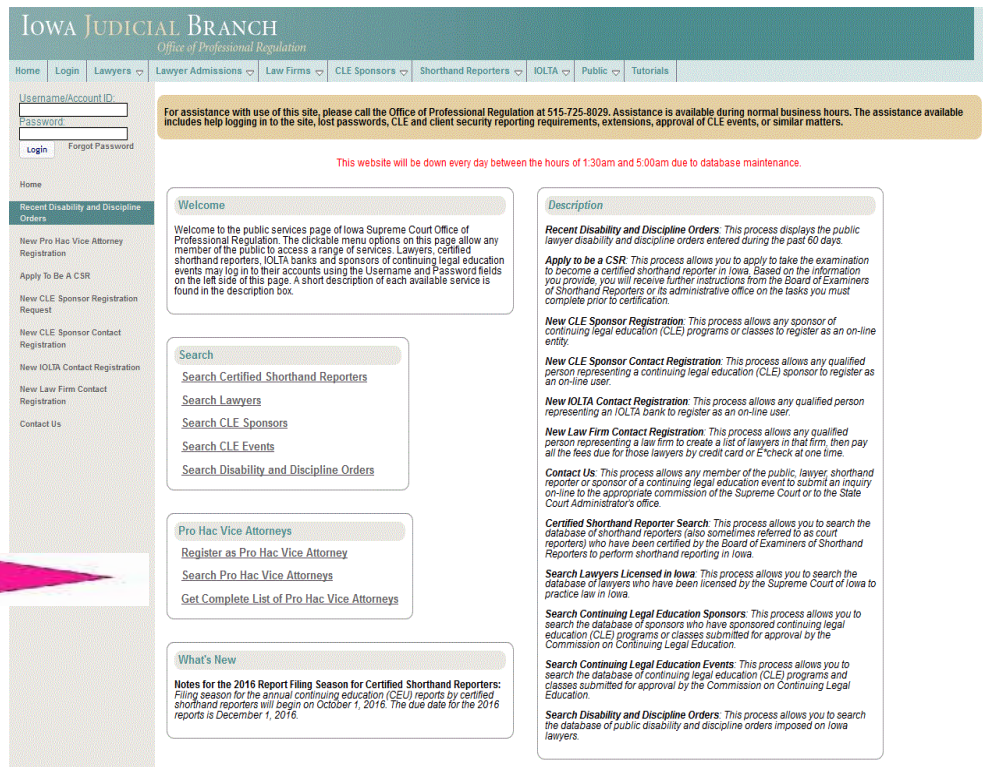 IOWA JUDICIAL BRANCH
Office of Professional Regulation
Home Login Lawyers Lawyer Admissions Law Firms CLE Sponsors Shorthand Reporters IOLTA Public Tutorials
Username/Account ID:
Password:
Login Forgot Password
Home
Recent Disability and Discipline
Orders
New Pro Hac Vice Attorney
Registration
Apply To Be A CSR
New CLE Sponsor Registration
Request
New CLE Sponsor Contact
Registration
New IOLTA Contact Registration
New Law Firm Contact
Registration
Contact Us
For assistance with use of this site, please call the Office of Professional Regulation at 515-725-8029. Assistance is available during normal business hours. The assistance available
includes help logging in to the site, lost passwords, CLE and client security reporting requirements, extensions, approval of CLE events, or similar matters.
This website will be down every day between the hours of 1:30am and 5:00am due to database maintenance.
Welcome
Welcome to the public services page of Iowa Supreme Court Office of
Professional Regulation. The clickable menu options on this page allow any
member of the public to access a range of services. Lawyers, certified
shorthand reporters, IOLTA banks and sponsors of continuing legal education
events may log in to their accounts using the Username and Password fields
on the left side of this page. A short description of each available service is
found in the description box.
Search
Search Certified Shorthand Reporters
Search Lawyers
Search CLE Sponsors
Search CLE Events
Search Disability and Discipline Orders
Pro Hac Vice Attorneys
Register as Pro Hac Vice Attorney
Search Pro Hac Vice Attorneys
Get Complete List of Pro Hac Vice Attorneys
What's New
Notes for the 2016 Report Filing Season for Certified Shorthand Reporters:
Filing season for the annual continuing education (CEU) reports by certified
shorthand reporters will begin on October 1, 2016. The due date for the 2016
reports is December 1, 2016.
Description
Recent Disability and Discipline Orders: This process displays the public
lawyer disability and discipline orders entered during the past 60 days.
Apply to be a CSR: This process allows you to apply to take the examination
to become a certified shorthand reporter in Iowa. Based on the information
you provide, you will receive further instructions from the Board of Examiners
of Shorthand Reporters or its administrative office on the tasks you must
complete prior to certification.
New CLE Sponsor Registration: This process allows any sponsor of
continuing legal education (CLE) programs or classes to register as an on-line
entity.
New CLE Sponsor Contact Registration: This process allows any qualified
person representing a continuing legal education (CLE) sponsor to register as
an on-line user.
New IOLTA Contact Registration: This process allows any qualified person
representing an IOLTA bank to register as an on-line user.
New Law Firm Contact Registration: This process allows any qualified
person representing a law firm to create a list of lawyers in that firm, then pay
all the fees due for those lawyers by credit card or E*check at one time.
Contact Us: This process allows any member of the public, lawyer, shorthand
reporter or sponsor of a continuing legal education event to submit an inquiry
on-line to the appropriate commission of the Supreme Court or to the State
Court Administrator's office.
Certified Shorthand Reporter Search: This process allows you to search the
database of shorthand reporters (also sometimes referred to as court
reporters) who have been certified by the Board of Examiners of Shorthand
Reporters to perform shorthand reporting in Iowa.
Search Lawyers Licensed in Iowa: This process allows you to search the
database of lawyers who have been licensed by the Supreme Court of Iowa to
practice law in Iowa.
Search Continuing Legal Education Sponsors: This process allows you to
search the database of sponsors who have sponsored continuing legal
education (CLE) programs or classes submitted for approval by the
Commission on Continuing Legal Education.
Search Continuing Legal Education Events: This process allows you to
search the database of continuing legal education (CLE) programs and
classes submitted for approval by the Commission on Continuing Legal
Education.
Search Disability and Discipline Orders: This process allows you to search
the database of public disability and discipline orders imposed on Iowa
lawyers.